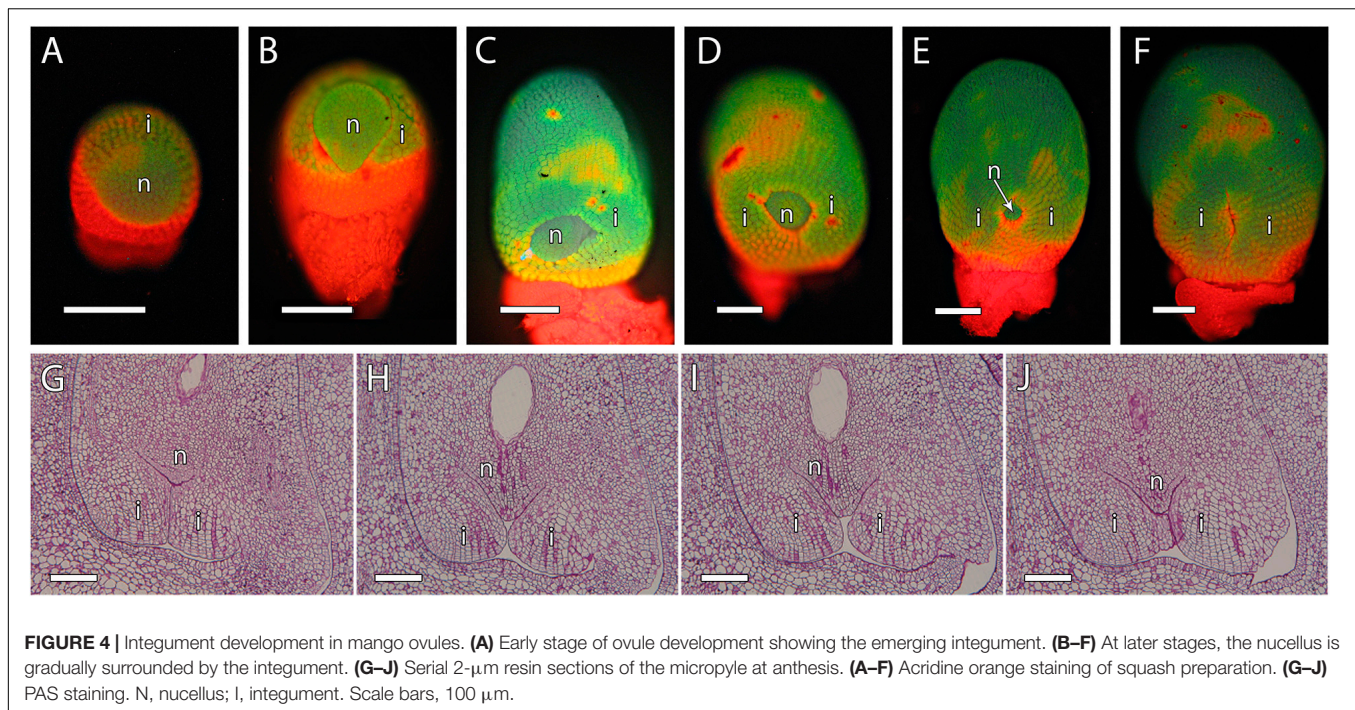 A B C D E F
i n
n i
n i
i n i
n i i
i i
G H I J
n i i
n i i
n i i
n i i
FIGURE 4 | Integument development in mango ovules. (A) Early stage of ovule development showing the emerging integument. (B–F) At later stages, the nucellus is
gradually surrounded by the integument. (G–J) Serial 2-μm resin sections of the micropyle at anthesis. (A–F) Acridine orange staining of squash preparation. (G–J)
PAS staining. N, nucellus; I, integument. Scale bars, 100 μm.